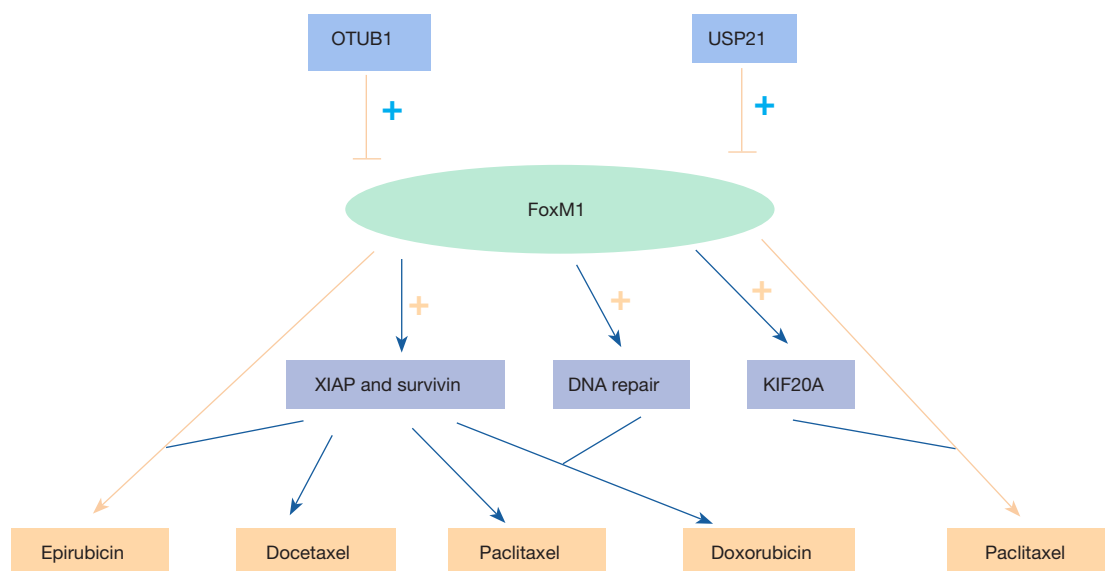 OTUB1
USP21
+
+
FoxM1
+
+
+
XIAP and survivin
DNA repair
KIF20A
Epirubicin
Docetaxel
Paclitaxel
Doxorubicin
Paclitaxel